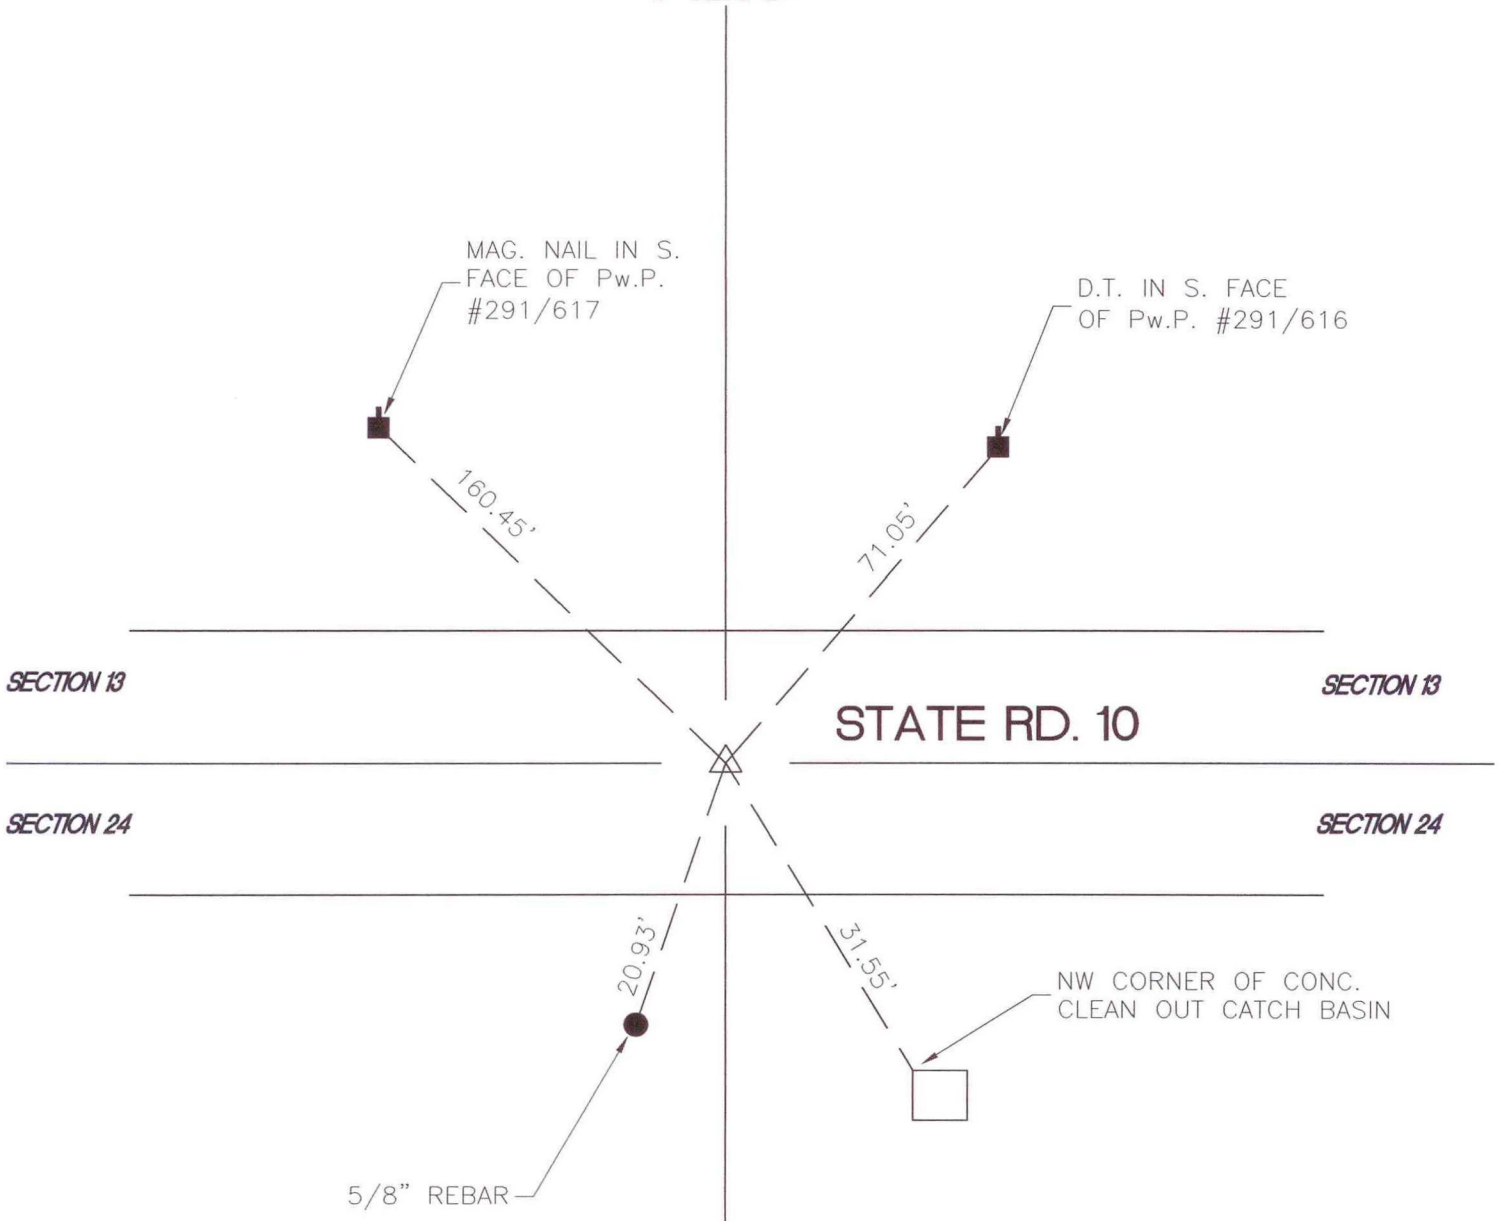 MAG. NAIL IN S.
FACE OF Pw.P.
#291/617
D.T. IN S. FACE
OF Pw.P. #291/616
160.45'
71.05'
SECTION 13
SECTION 13
STATE RD. 10
SECTION 24
SECTION 24
20.93'
31.55'
NW CORNER OF CONC.
CLEAN OUT CATCH BASIN
5/8” REBAR